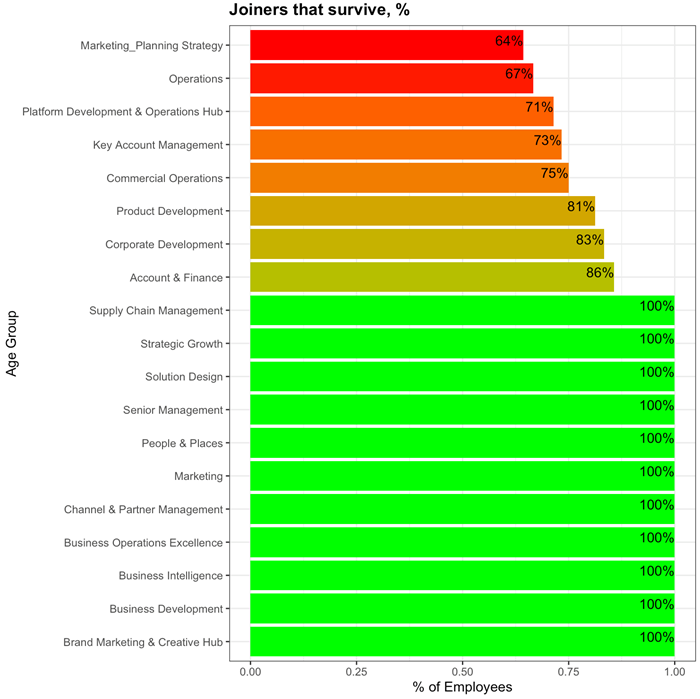 Joiners that survive, %
Marketing_Planning Strategy 64%
Operations 67%
Platform Development & Operations Hub 71%
Key Account Management 73%
Commercial Operations 75%
Product Development 81%
Corporate Development 83%
Account & Finance 86%
Supply Chain Management 100%
Strategic Growth 100%
Solution Design 100%
Senior Management 100%
People & Places 100%
Marketing 100%
Channel & Partner Management 100%
Business Operations Excellence 100%
Business Intelligence 100%
Business Development 100%
Brand Marketing & Creative Hub 100%
Age Group
0.00 0.25 0.50 0.75 1.00
% of Employees